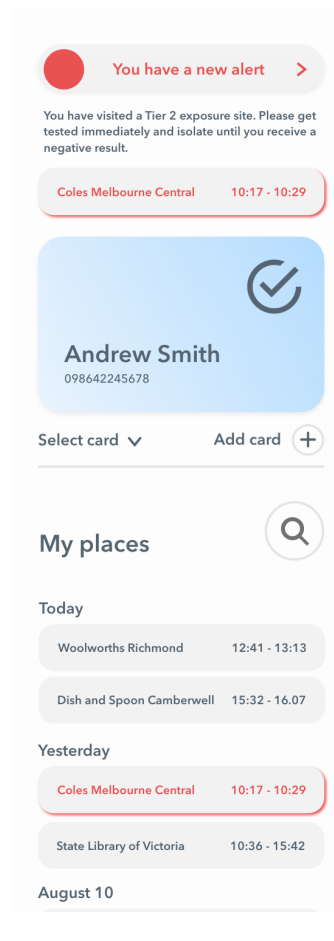 You have a new alert
You have visited a Tier 2 exposure site. Please get
tested immediately and isolate until you receive a
negative result.
Coles Melbourne Central 10:17 - 10:29
Andrew Smith
098642245678
Select card Add card
My places
Today
Woolworths Richmond 12:41 - 13:13
Dish and Spoon Camberwell 15:32 - 16.07
Yesterday
Coles Melbourne Central 10:17 - 10:29
State Library of Victoria 10:36 - 15:42
August 10